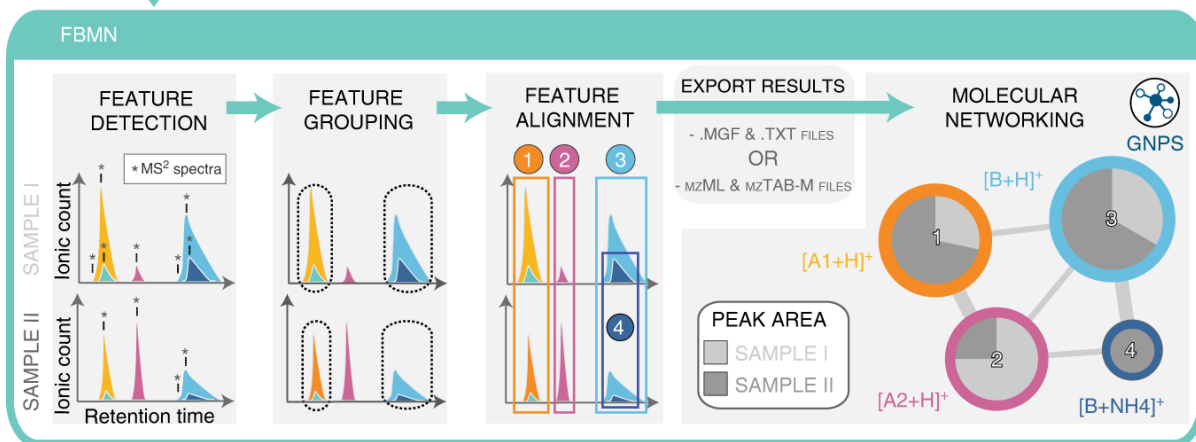 FBMN
FEATURE
DETECTION
FEATURE
GROUPING
FEATURE
ALIGNMENT
EXPORT RESULTS
- .MGF & .TXT FILES
OR
- MZML & MZTAB-M FILES
MOLECULAR
NETWORKING
GNPS
* MS² spectra
*
*
*
*
*
*
*
*
SAMPLE I
Ionic count
1
2
3
4
SAMPLE II
Ionic count
*
*
*
*
Retention time
[B+H]⁺
3
1
[A1+H]⁺
2
4
[A2+H]⁺
[B+NH4]⁺
PEAK AREA
SAMPLE I
SAMPLE II